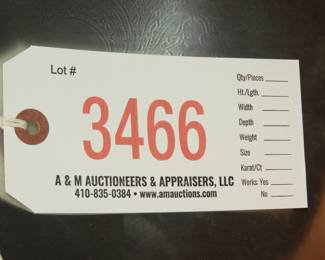 Lot #
3466
A & M AUCTIONEERS & APPRAISERS, LLC
410-835-0384 • www.amauctions.com
Qty/Pieces
Ht./Lgth.
Width
Depth
Weight
Size
Karat/Ct
Works: Yes
No